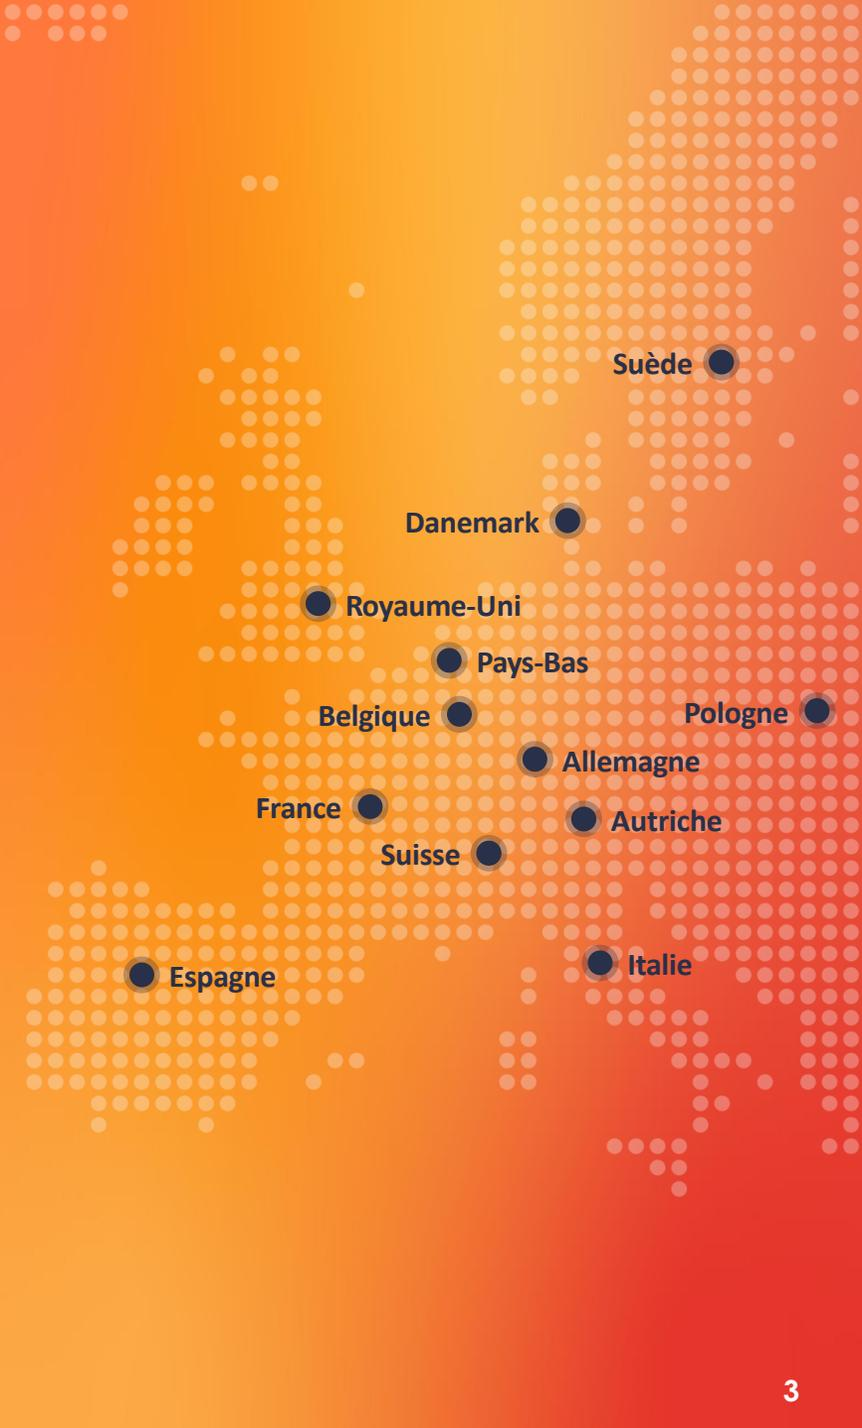 Suède
Danemark
Royaume-Uni
Pays-Bas
Belgique
Pologne
Allemagne
France
Autriche
Suisse
Italie
Espagne
3